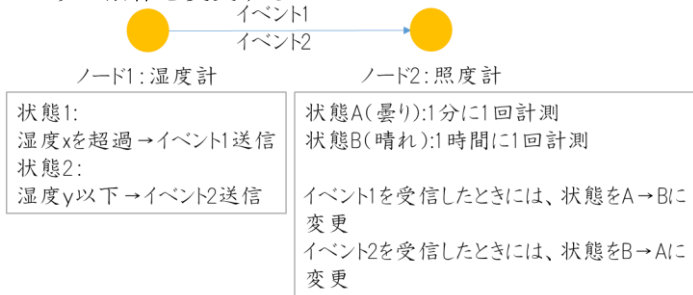 イベント1
イベント2
ノード1:湿度計
ノード2:照度計
状態1:
湿度xを超過→イベント1送信
状態2:
湿度y以下→イベント2送信
状態A(曇り):1分に1回計測
状態B(晴れ):1時間に1回計測
イベント1を受信したときには、状態をA→Bに
変更
イベント2を受信したときには、状態をB→Aに
変更